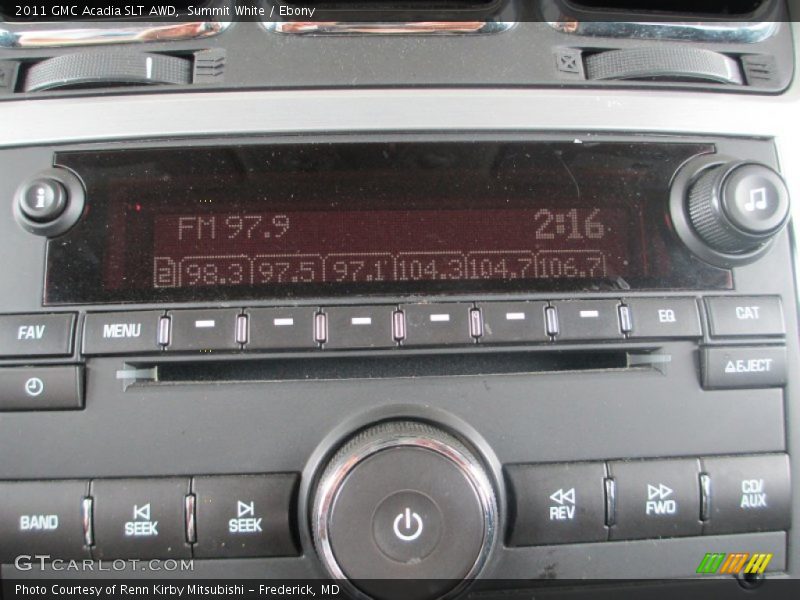 2011 GMC Acadia SLT AWD,  Summit White / Ebony
i
FM 97.9 2:16
2 98.3 97.5 97.1 104.3 104.7 106.7
FAV MENU EQ CAT
EJECT
BAND SEEK SEEK REV FWD CD/
AUX
GTCARLOT.COM
Photo Courtesy of Renn Kirby Mitsubishi – Frederick, MD